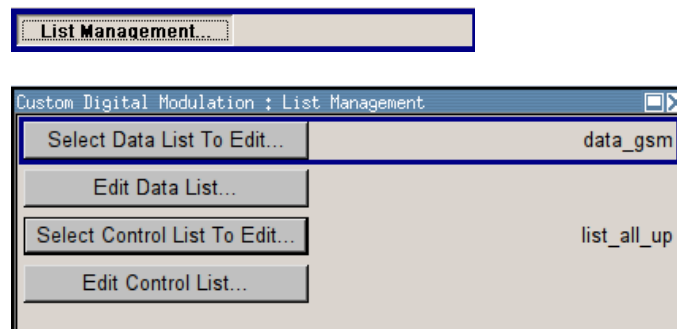 List Management...
Custom Digital Modulation : List Management
Select Data List To Edit... data_gsm
Edit Data List...
Select Control List To Edit... list_all_up
Edit Control List...